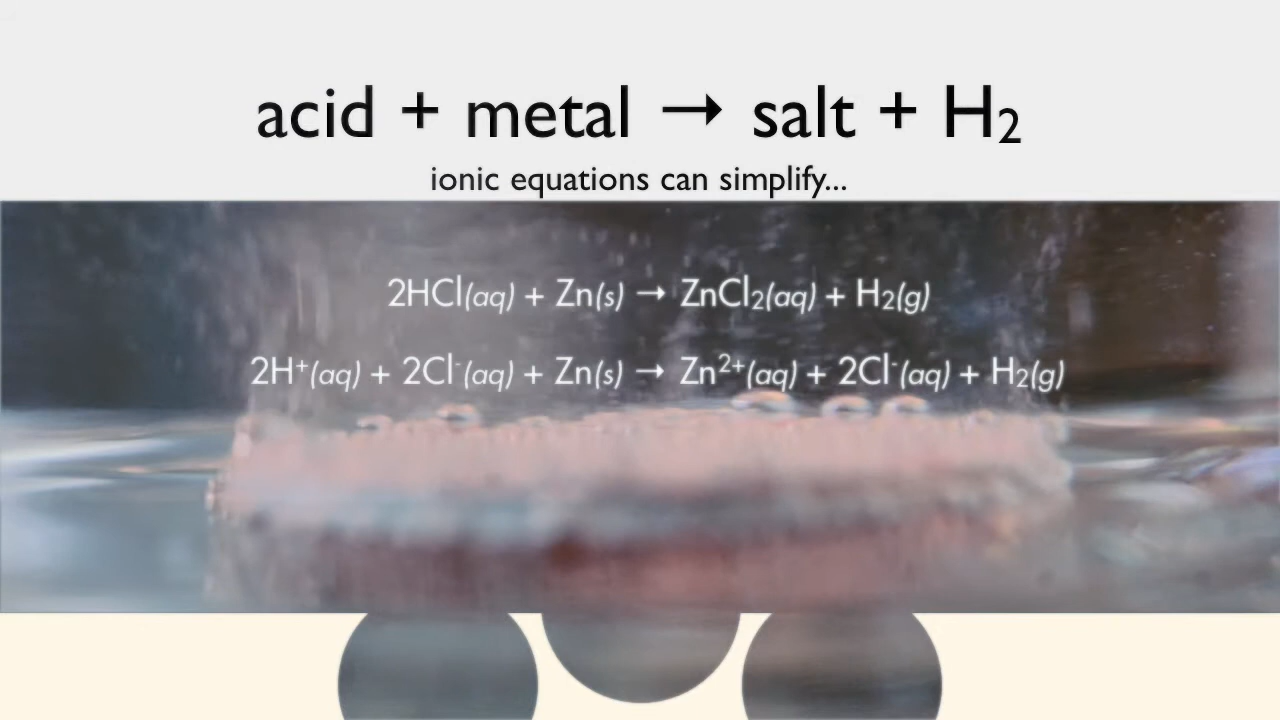 acid + metal → salt + H₂
ionic equations can simplify...
2HCl(aq) + Zn(s) → ZnCl₂(aq) + H₂(g)
2H⁺(aq) + 2Cl⁻(aq) + Zn(s) → Zn²⁺(aq) + 2Cl⁻(aq) + H₂(g)